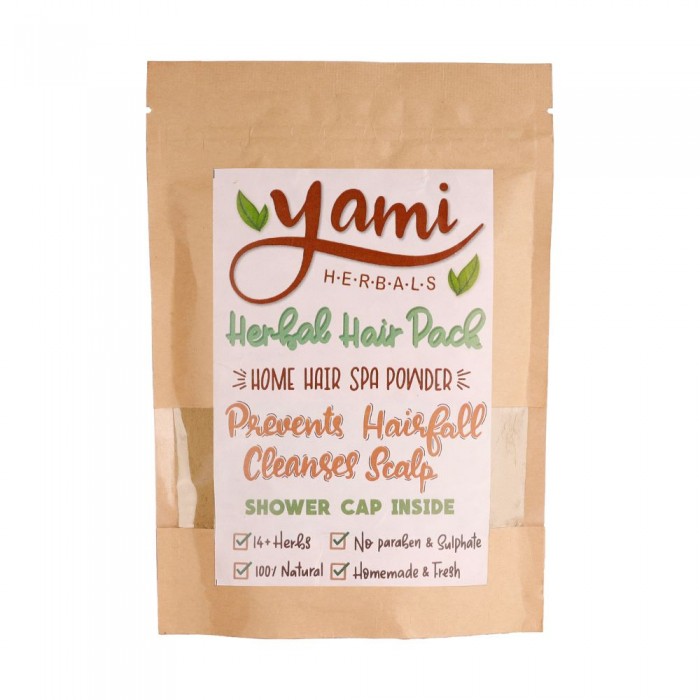 yami
H·E·R·B·A·L·S
Herbal Hair Pack
HOME HAIR SPA POWDER
Prevents Hairfall
Cleanses Scalp
SHOWER CAP INSIDE
14+ Herbs No paraben & Sulphate
100% Natural Homemade & Fresh